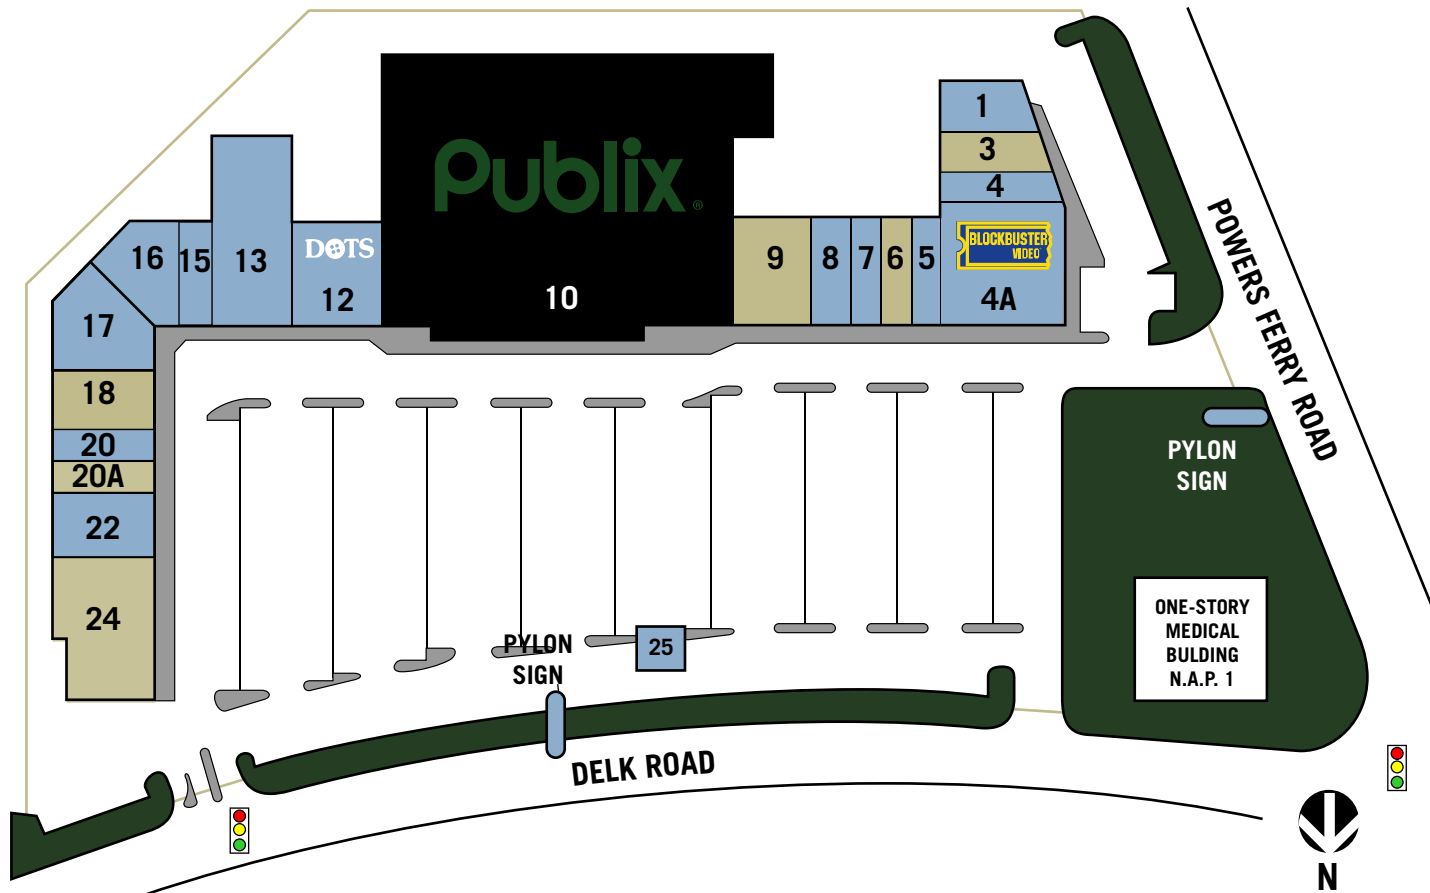 Publix®
1
3
4
BLOCKBUSTER
VIDEO
4A
16
15
13
DOTS
12
10
9
8
7
6
5
17
18
20
20A
22
24
25
PYLON
SIGN
DELK ROAD
POWERS FERRY ROAD
PYLON
SIGN
ONE-STORY
MEDICAL
BULDING
N.A.P. 1
N